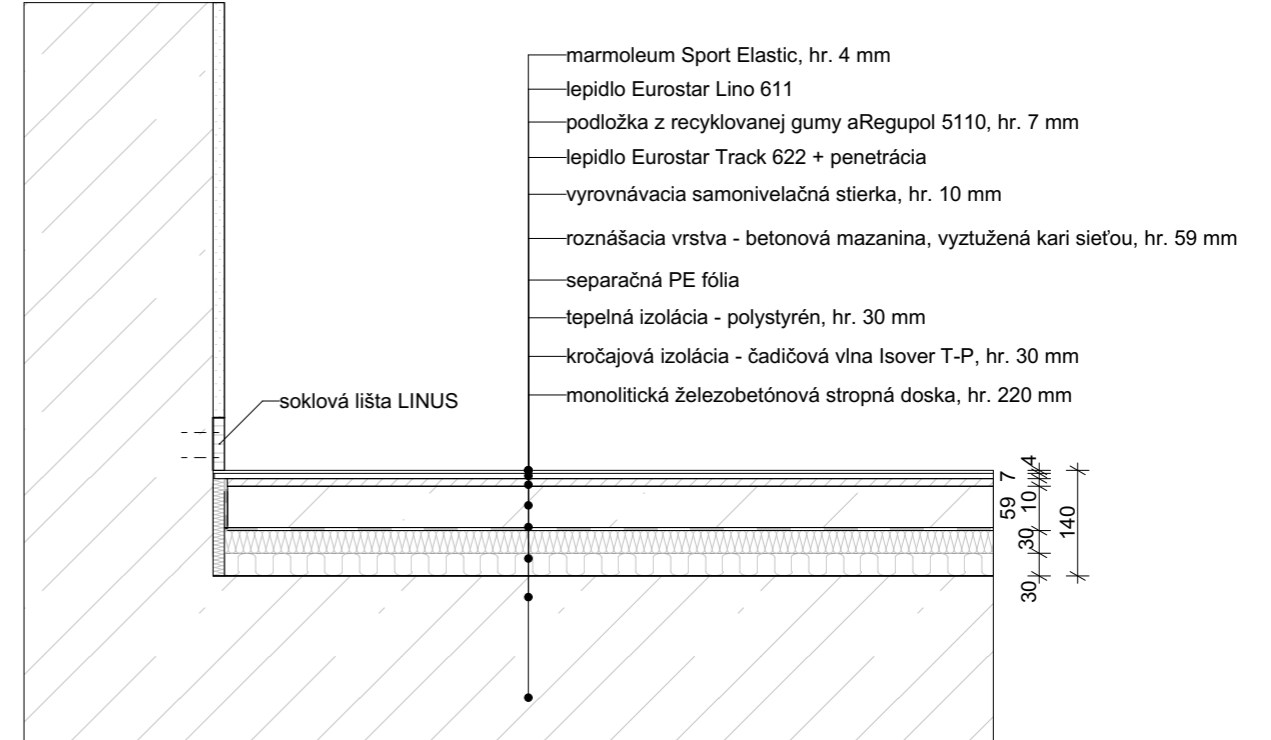 marmoleum Sport Elastic, hr. 4 mm
lepidlo Eurostar Lino 611
podložka z recyklovanej gumy aRegupol 5110, hr. 7 mm
lepidlo Eurostar Track 622 + penetrácia
vyrovnávacia samonivelačná stierka, hr. 10 mm
roznášacia vrstva - betonová mazanina, vyztužená kari sieťou, hr. 59 mm
separačná PE fólia
tepelná izolácia - polystyrén, hr. 30 mm
kročajová izolácia - čadičová vlna Isover T-P, hr. 30 mm
monolitická železobetónová stropná doska, hr. 220 mm
soklová lišta LINUS
4
7
10
59
30
30
140